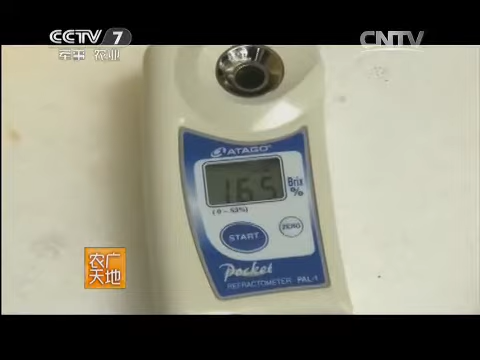 CCTV 7
军事 农业
CNTV
ATAGO
16.5
Brix
%
(0~53%)
START
ZERO
Pocket
REFRACTOMETER PAL-1
农广
天地